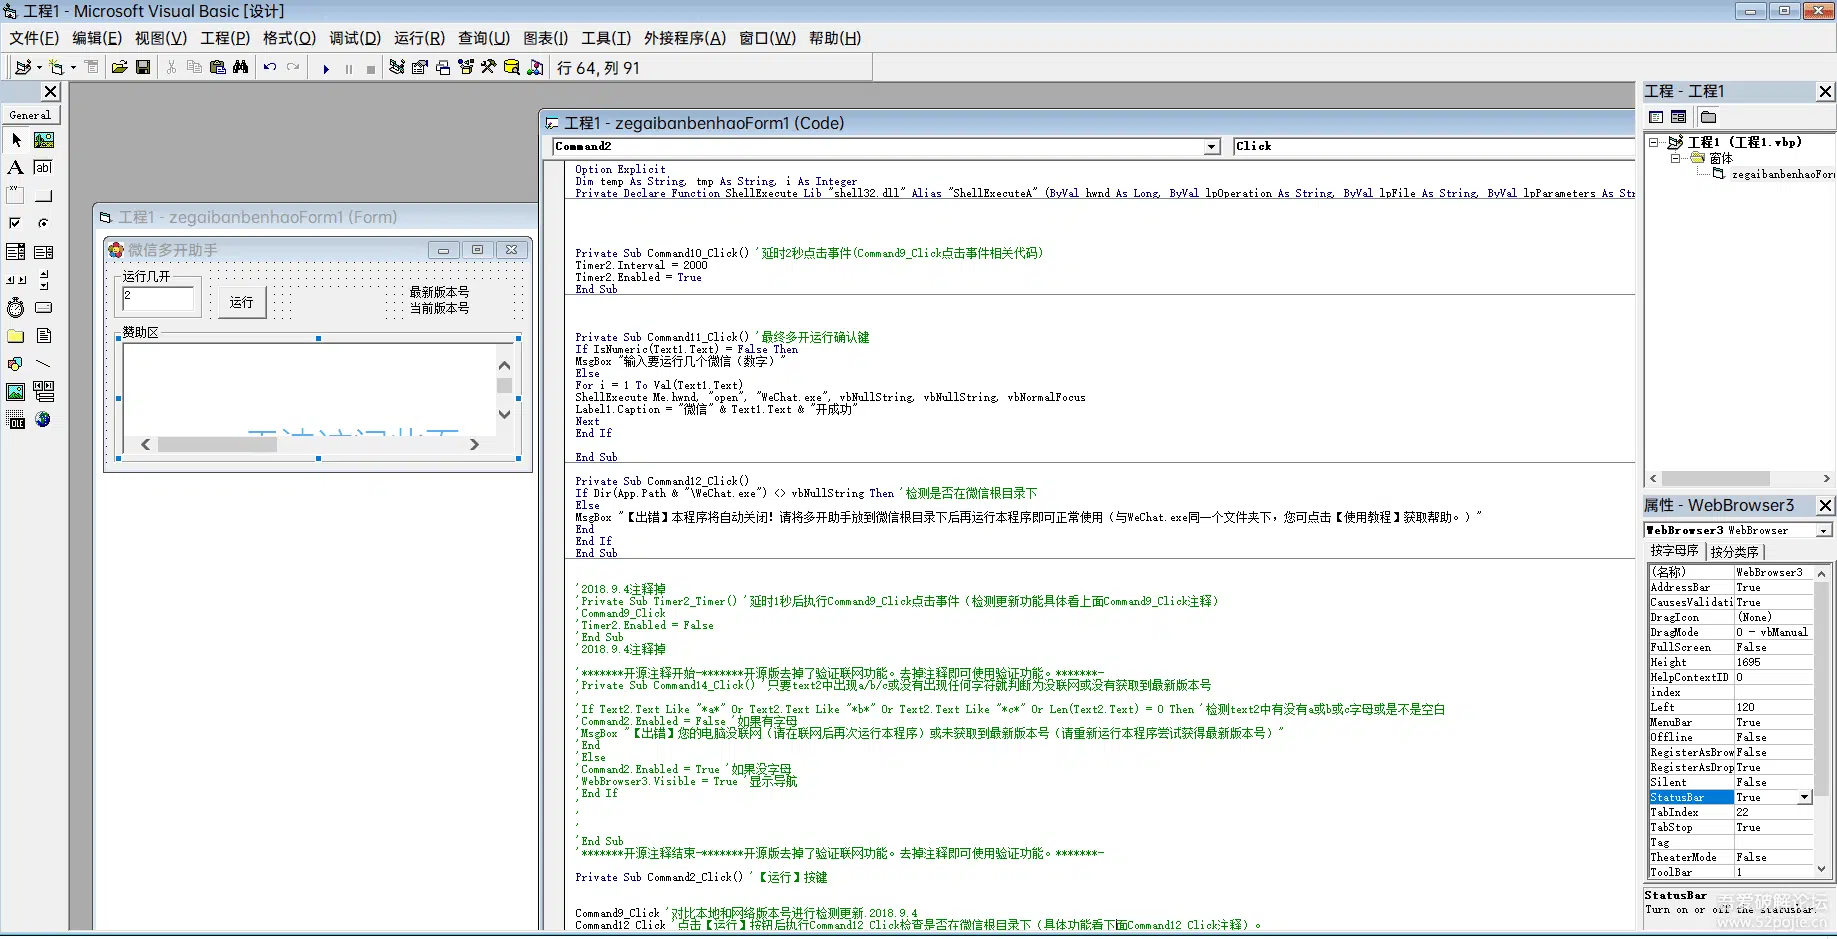 工程1 - Microsoft Visual Basic [设计]
文件(F) 编辑(E) 视图(V) 工程(P) 格式(O) 调试(D) 运行(R) 查询(U) 图表(I) 工具(T) 外接程序(A) 窗口(W) 帮助(H)
行 64, 列 91
General
工程1 - zegaibanbenhaoForm1 (Form)
微信多开助手
运行几开
2
运行
最新版本号
当前版本号
赞助区
工程1 - zegaibanbenhaoForm1 (Code)
Command2 Click
Option Explicit
Dim temp As String, tmp As String, i As Integer
Private Declare Function ShellExecute Lib "shell32.dll" Alias "ShellExecuteA" (ByVal hwnd As Long, ByVal lpOperation As String, ByVal lpFile As String, ByVal lpParameters As Str
Private Sub Command10_Click() '延时2秒点击事件(Command9_Click点击事件相关代码)
Timer2.Interval = 2000
Timer2.Enabled = True
End Sub
Private Sub Command11_Click() '最终多开运行确认键
If IsNumeric(Text1.Text) = False Then
MsgBox "输入要运行几个微信（数字）"
Else
For i = 1 To Val(Text1.Text)
ShellExecute Me.hwnd, "open", "WeChat.exe", vbNullString, vbNullString, vbNormalFocus
Label1.Caption = "微信" & Text1.Text & "开成功"
Next
End If
End Sub
Private Sub Command12_Click()
If Dir(App.Path & "\WeChat.exe") <> vbNullString Then '检测是否在微信根目录下
Else
MsgBox "【出错】本程序将自动关闭！请将多开助手放到微信根目录下后再运行本程序即可正常使用（与WeChat.exe同一个文件夹下，您可点击【使用教程】获取帮助。）"
End
End If
End Sub
'2018.9.4注释掉
'Private Sub Timer2_Timer() '延时1秒后执行Command9_Click点击事件（检测更新功能具体看上面Command9_Click注释）
'Command9_Click
'Timer2.Enabled = False
'End Sub
'2018.9.4注释掉
'*******开源注释开始-*******开源版去掉了验证联网功能。去掉注释即可使用验证功能。*******-
'Private Sub Command14_Click() '只要text2中出现a/b/c或没有出现任何字符就判断为没联网或没有获取到最新版本号
'
'If Text2.Text Like "*a*" Or Text2.Text Like "*b*" Or Text2.Text Like "*c*" Or Len(Text2.Text) = 0 Then '检测text2中有没有a或b或c字母或是不是空白
'Command2.Enabled = False '如果有字母
'MsgBox "【出错】您的电脑没联网（请在联网后再次运行本程序）或未获取到最新版本号（请重新运行本程序尝试获得最新版本号）"
'End
'Else
'Command2.Enabled = True '如果没字母
'WebBrowser3.Visible = True '显示导航
'End If
'
'
'
'End Sub
'*******开源注释结束-*******开源版去掉了验证联网功能。去掉注释即可使用验证功能。*******-
Private Sub Command2_Click() '【运行】按键
Command9_Click '对比本地和网络版本号进行检测更新.2018.9.4
Command12_Click '点击【运行】按钮后执行Command12_Click检查是否在微信根目录下（具体功能看下面Command12_Click注释）。
工程 - 工程1
工程1 (工程1.vbp)
窗体
zegaibanbenhaoForm
属性 - WebBrowser3
WebBrowser3 WebBrowser
按字母序 按分类序
(名称) WebBrowser3
AddressBar True
CausesValidati True
DragIcon (None)
DragMode 0 - vbManual
FullScreen False
Height 1695
HelpContextID 0
index
Left 120
MenuBar True
Offline False
RegisterAsBrow False
RegisterAsDrop True
Silent False
StatusBar True
TabIndex 22
TabStop True
Tag
TheaterMode False
ToolBar 1
StatusBar
Turn on or off the statusbar.
吾爱破解论坛
www.52pojie.cn